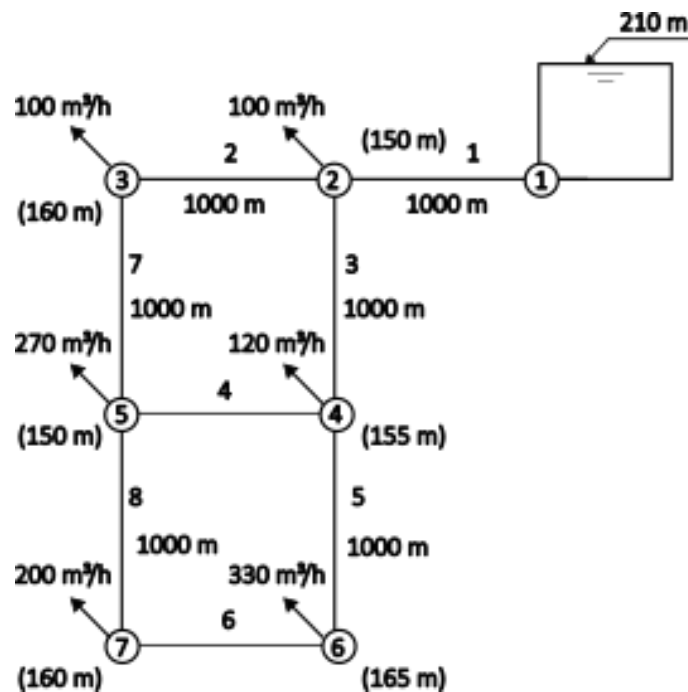 210 m
100 m³/h
100 m³/h
(150 m)
2
1
3
2
1
(160 m)
1000 m
1000 m
7
3
1000 m
1000 m
270 m³/h
120 m³/h
4
5
4
(150 m)
(155 m)
8
5
1000 m
1000 m
200 m³/h
330 m³/h
6
7
6
(160 m)
(165 m)